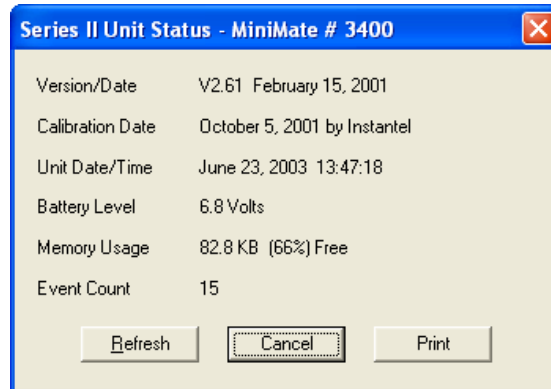 Series II Unit Status - MiniMate # 3400
Version/Date V2.61 February 15, 2001
Calibration Date October 5, 2001 by Instantel
Unit Date/Time June 23, 2003 13:47:18
Battery Level 6.8 Volts
Memory Usage 82.8 KB (66%) Free
Event Count 15
Refresh Cancel Print